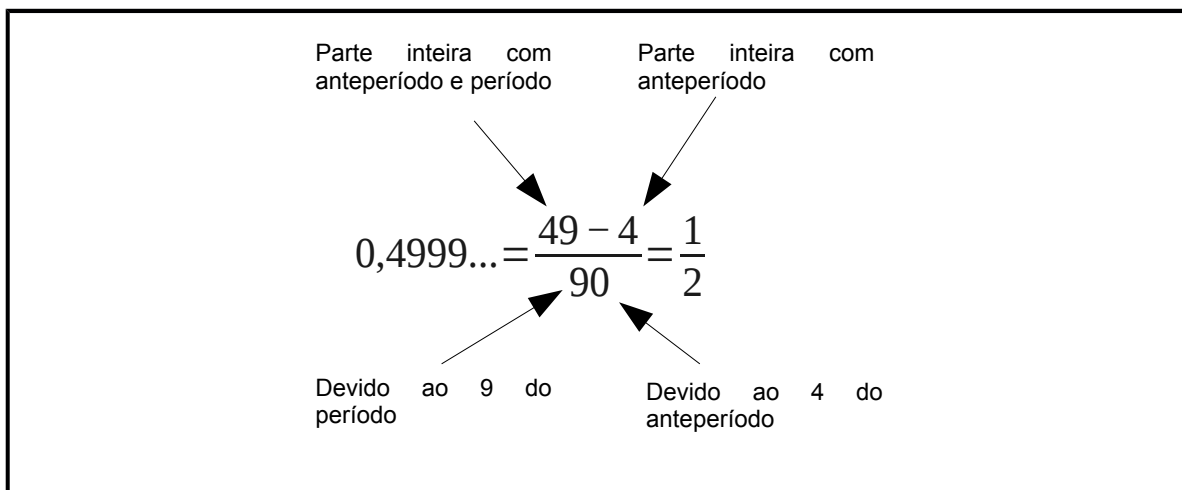 Parte inteira com
anteperíodo e período
Parte inteira com
anteperíodo
0,4999...=
49 − 4
90
=
1
2
Devido ao 9 do
período
Devido ao 4 do
anteperíodo